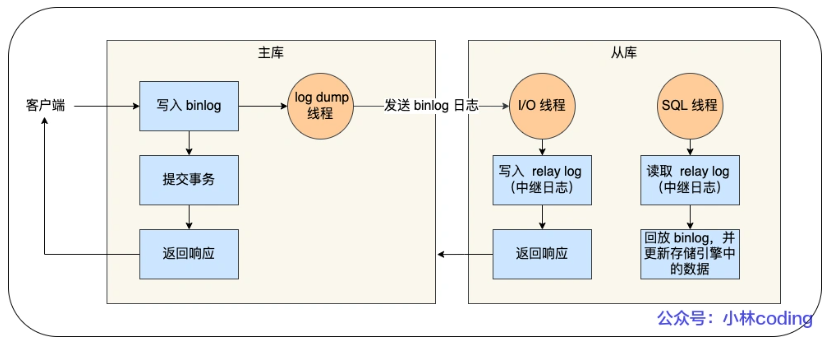 主库
从库
客户端
写入 binlog
log dump
线程
发送 binlog 日志
I/O 线程
SQL 线程
提交事务
写入 relay log
（中继日志）
读取 relay log
（中继日志）
返回响应
返回响应
回放 binlog，并
更新存储引擎中
的数据
公众号：小林coding